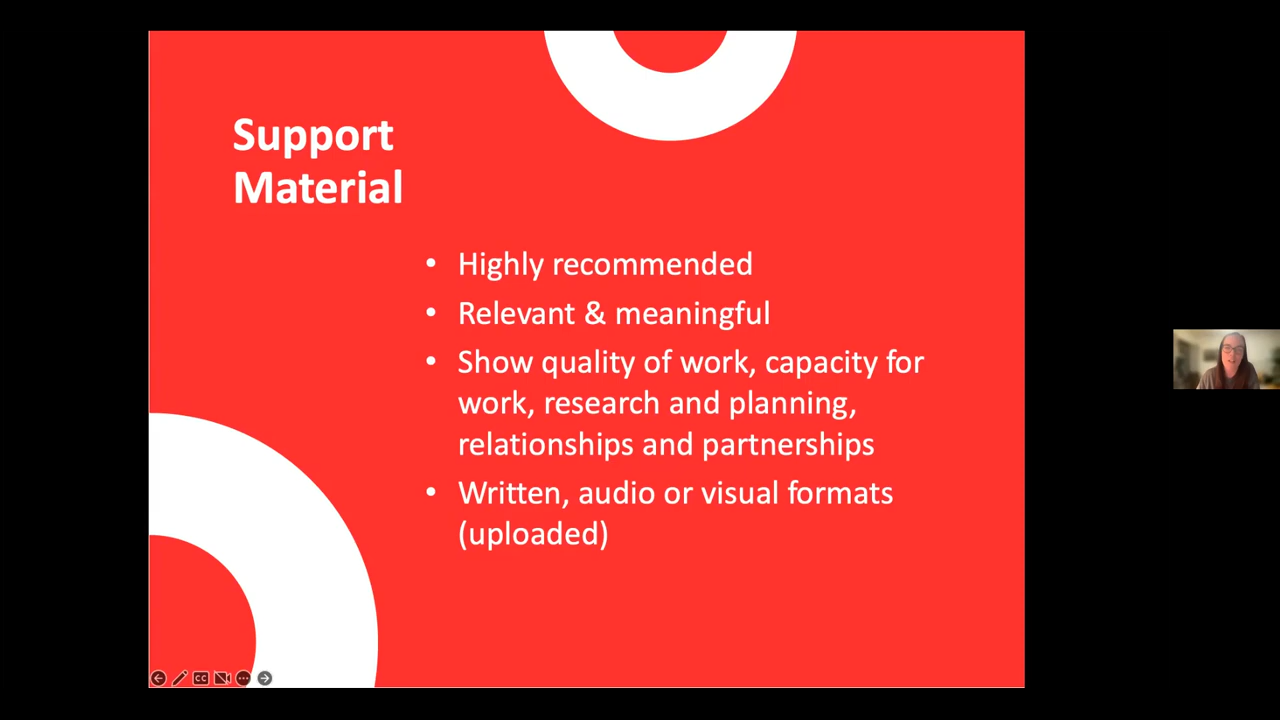 Support
Material
• Highly recommended
• Relevant & meaningful
• Show quality of work, capacity for
work, research and planning,
relationships and partnerships
• Written, audio or visual formats
(uploaded)
CC